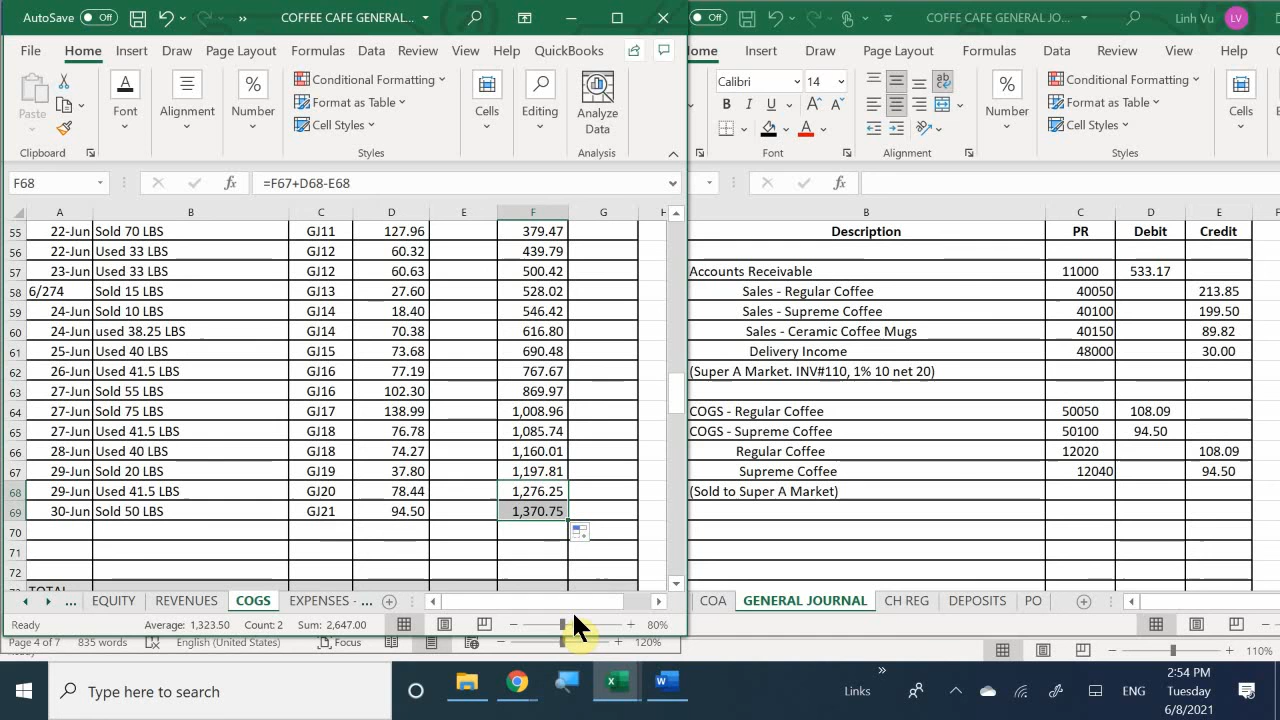 AutoSave Off COFFEE CAFE GENERAL...
File Home Insert Draw Page Layout Formulas Data Review View Help QuickBooks
Paste Font Alignment Number Conditional Formatting Format as Table Cell Styles Cells Editing Analyze Data
Clipboard Styles Analysis
F68 fx =F67+D68-E68
A B C D E F G H
55 22-Jun Sold 70 LBS GJ11 127.96 379.47
56 22-Jun Used 33 LBS GJ12 60.32 439.79
57 23-Jun Used 33 LBS GJ12 60.63 500.42
58 6/274 Sold 15 LBS GJ13 27.60 528.02
59 24-Jun Sold 10 LBS GJ14 18.40 546.42
60 24-Jun used 38.25 LBS GJ14 70.38 616.80
61 25-Jun Used 40 LBS GJ15 73.68 690.48
62 26-Jun Used 41.5 LBS GJ16 77.19 767.67
63 27-Jun Sold 55 LBS GJ16 102.30 869.97
64 27-Jun Sold 75 LBS GJ17 138.99 1,008.96
65 27-Jun Used 41.5 LBS GJ18 76.78 1,085.74
66 28-Jun Used 40 LBS GJ18 74.27 1,160.01
67 29-Jun Sold 20 LBS GJ19 37.80 1,197.81
68 29-Jun Used 41.5 LBS GJ20 78.44 1,276.25
69 30-Jun Sold 50 LBS GJ21 94.50 1,370.75
70
71
72
TOTAL
... EQUITY REVENUES COGS EXPENSES - ...
Ready Average: 1,323.50 Count: 2 Sum: 2,647.00 80%
Page 4 of 7 835 words English (United States) Focus 120%
Off COFFEE CAFE GENERAL JO... Linh Vu LV
ome Insert Draw Page Layout Formulas Data Review View Help
Calibri 14 B I U A A A ab c Number Conditional Formatting Format as Table Cell Styles Cells
Font Alignment Styles
fx
B C D E
Description PR Debit Credit
Accounts Receivable 11000 533.17
Sales - Regular Coffee 40050 213.85
Sales - Supreme Coffee 40100 199.50
Sales - Ceramic Coffee Mugs 40150 89.82
Delivery Income 48000 30.00
(Super A Market. INV#110, 1% 10 net 20)
COGS - Regular Coffee 50050 108.09
COGS - Supreme Coffee 50100 94.50
Regular Coffee 12020 108.09
Supreme Coffee 12040 94.50
(Sold to Super A Market)
COA GENERAL JOURNAL CH REG DEPOSITS PO
110%
Type here to search
Links ENG
2:54 PM
Tuesday
6/8/2021